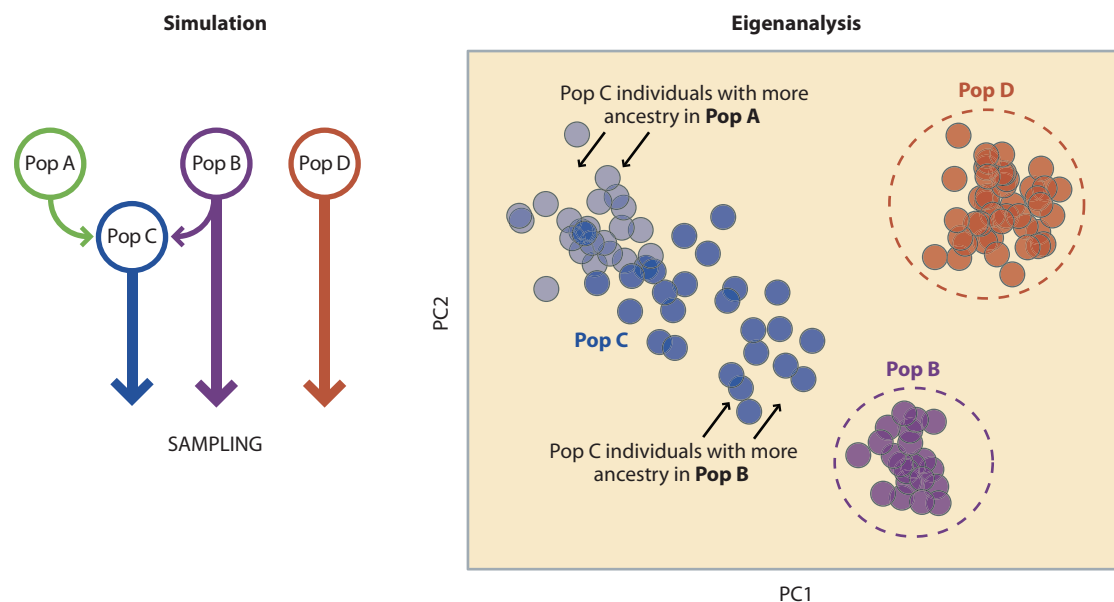 Simulation
Pop A
Pop B
Pop D
Pop C
SAMPLING
Eigenanalysis
Pop C individuals with more
ancestry in Pop A
Pop D
Pop C
Pop B
Pop C individuals with more
ancestry in Pop B
PC2
PC1